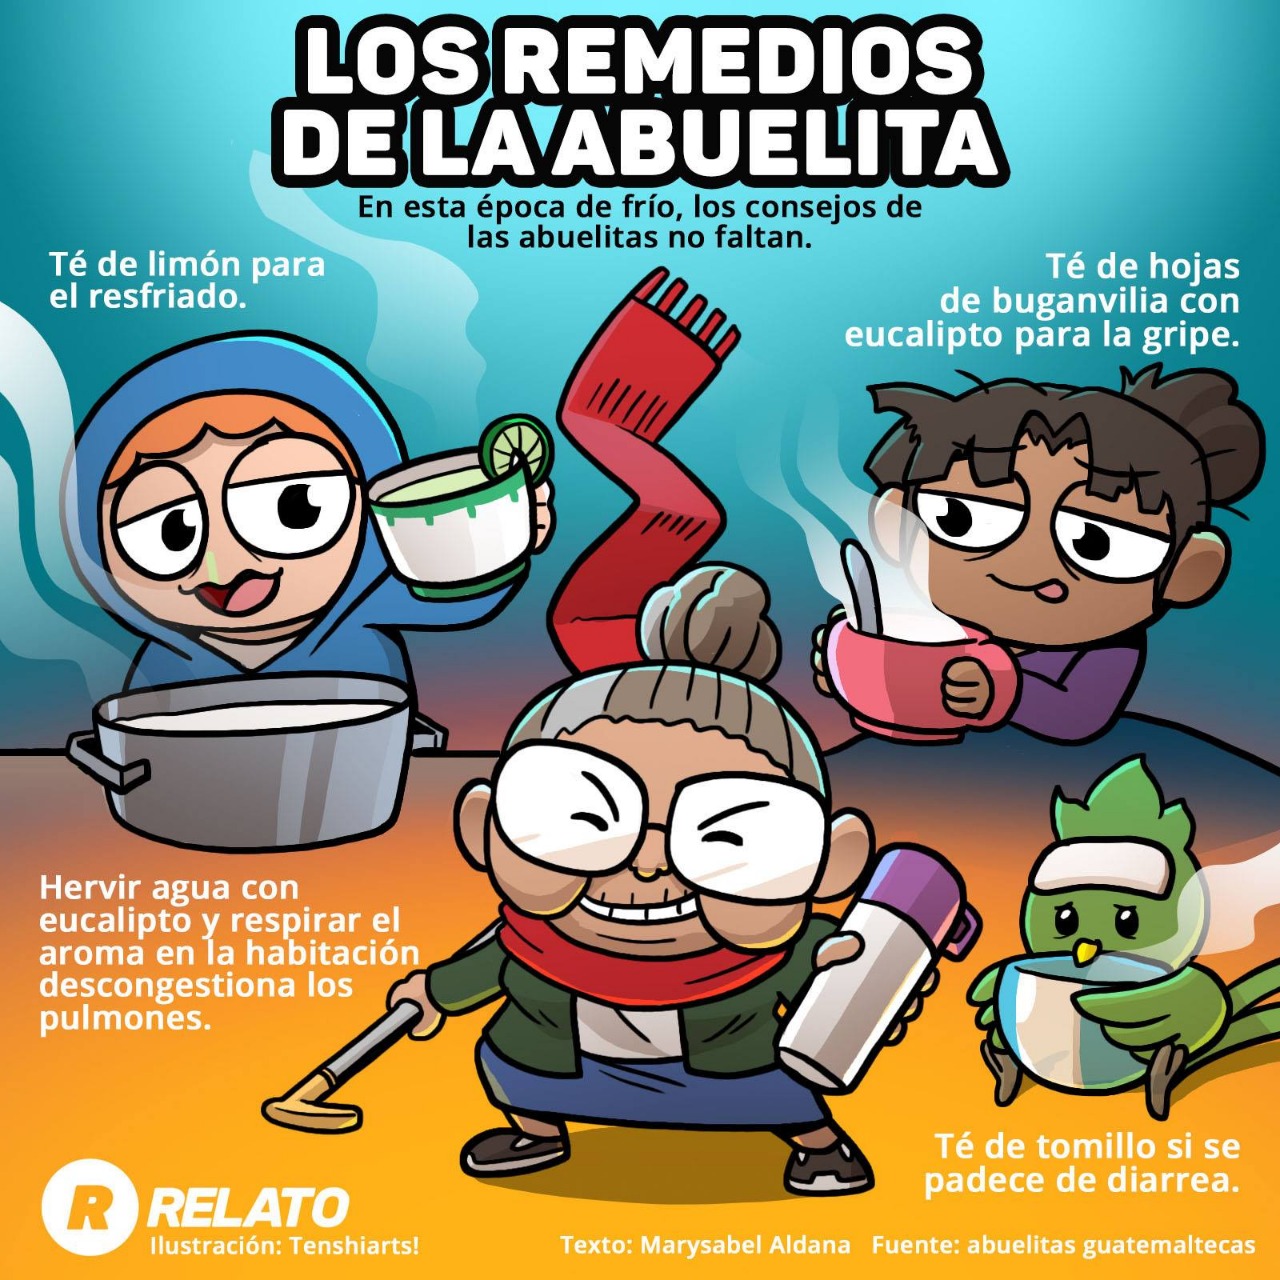 LOS REMEDIOS
DE LA ABUELITA
En esta época de frío, los consejos de
las abuelitas no faltan.
Té de limón para
el resfriado.
Té de hojas
de buganvilia con
eucalipto para la gripe.
Hervir agua con
eucalipto y respirar el
aroma en la habitación
descongestiona los
pulmones.
Té de tomillo si se
padece de diarrea.
R RELATO
Ilustración: Tenshiarts!
Texto: Marysabel Aldana Fuente: abuelitas guatemaltecas